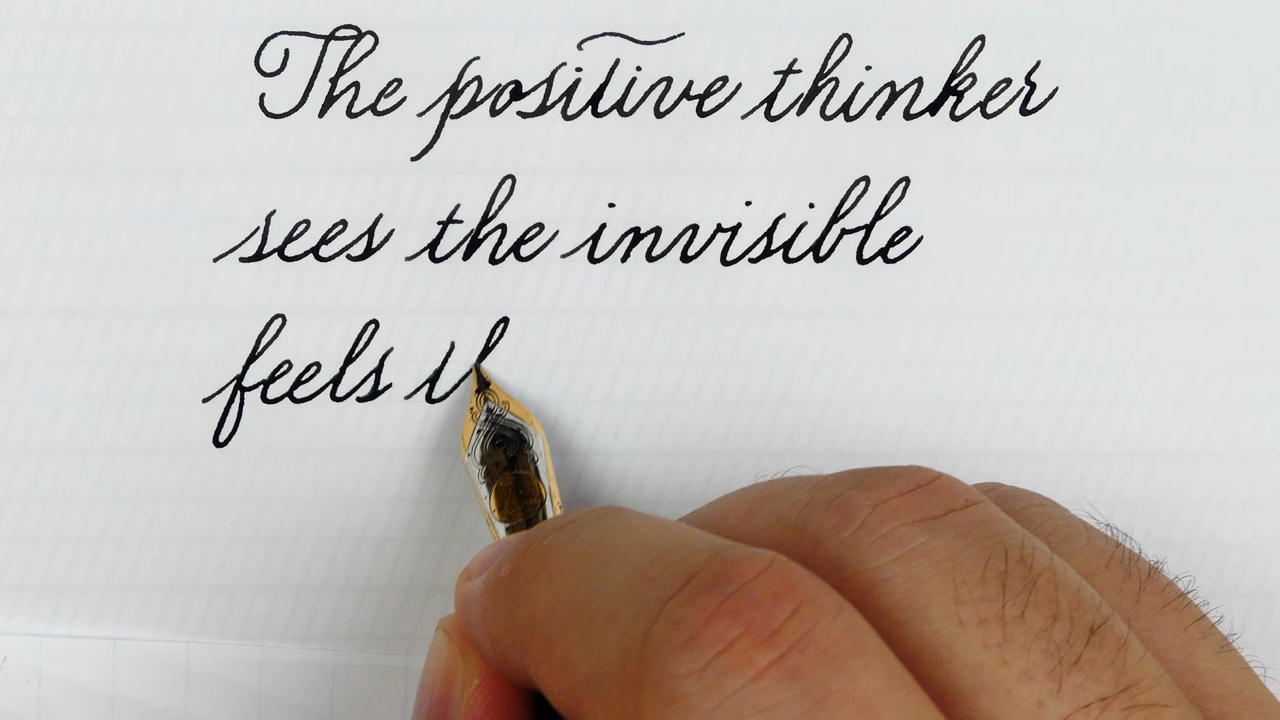 The positive thinker
sees the invisible
feels